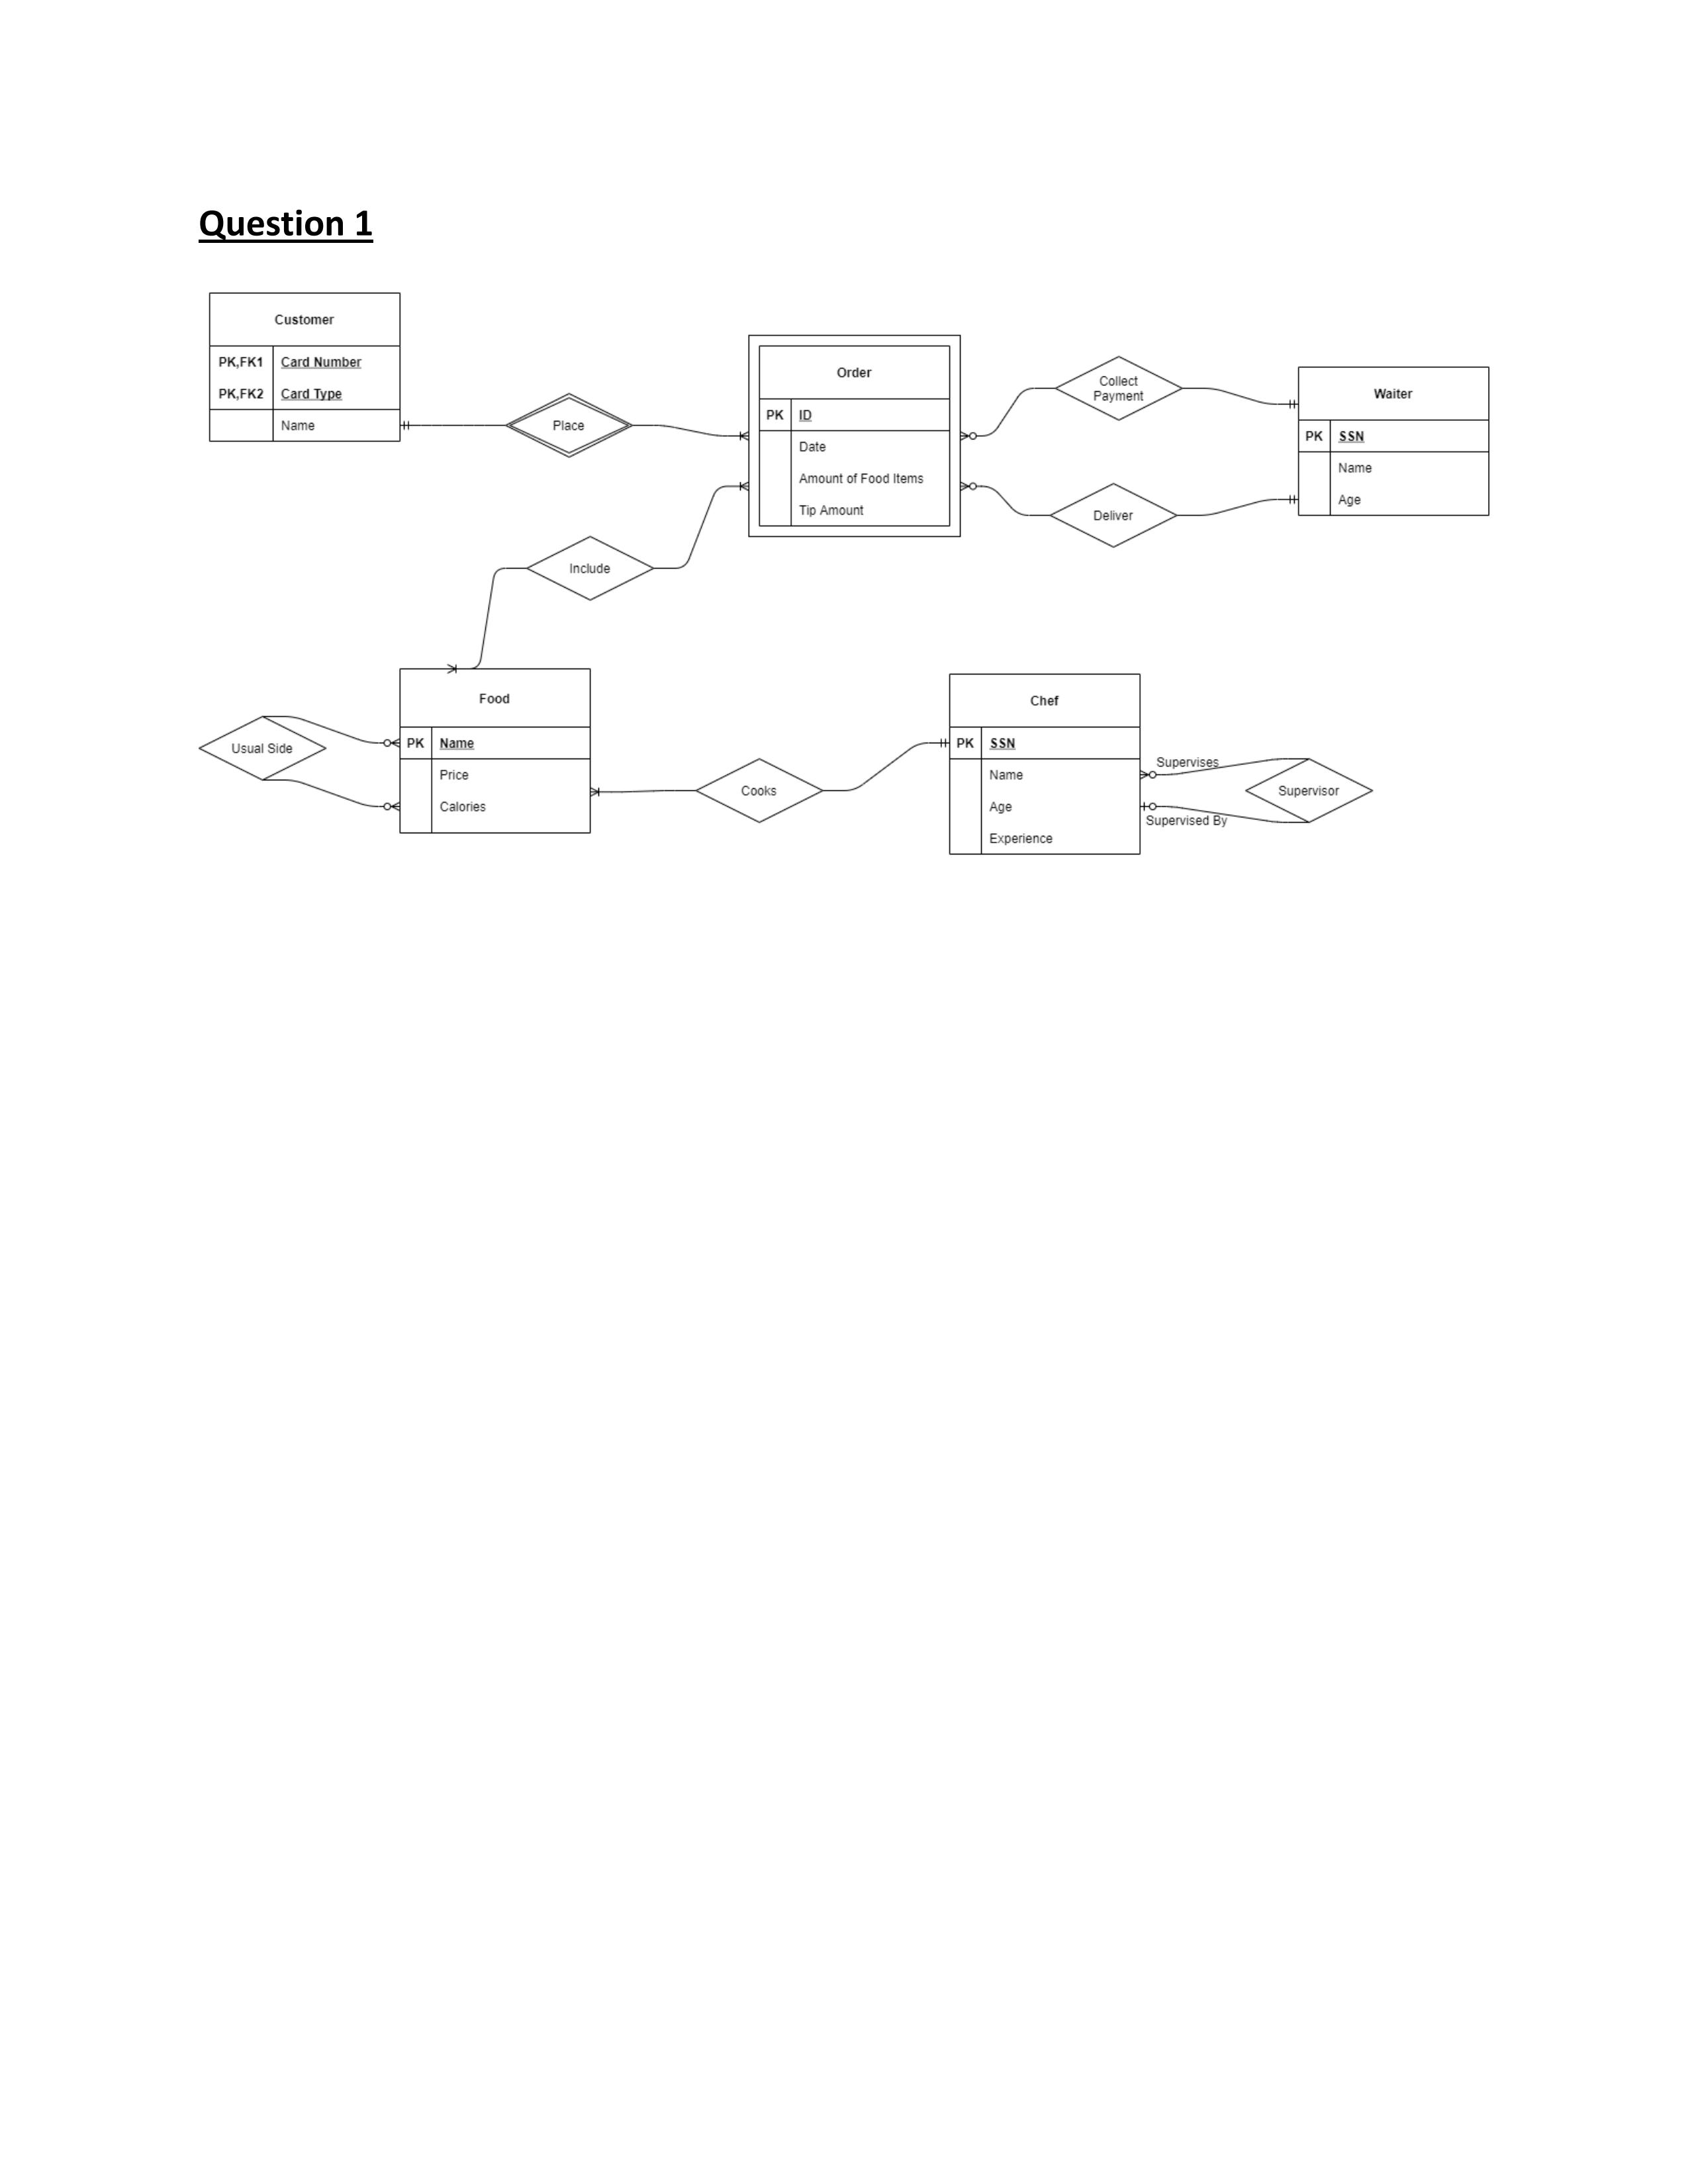 Question 1
Customer
PK,FK1 Card Number
PK,FK2 Card Type
Name
Place
Order
PK ID
Date
Amount of Food Items
Tip Amount
Collect
Payment
Deliver
Waiter
PK SSN
Name
Age
Include
Food
PK Name
Price
Calories
Usual Side
Cooks
Chef
PK SSN
Name
Age
Experience
Supervises
Supervisor
Supervised By